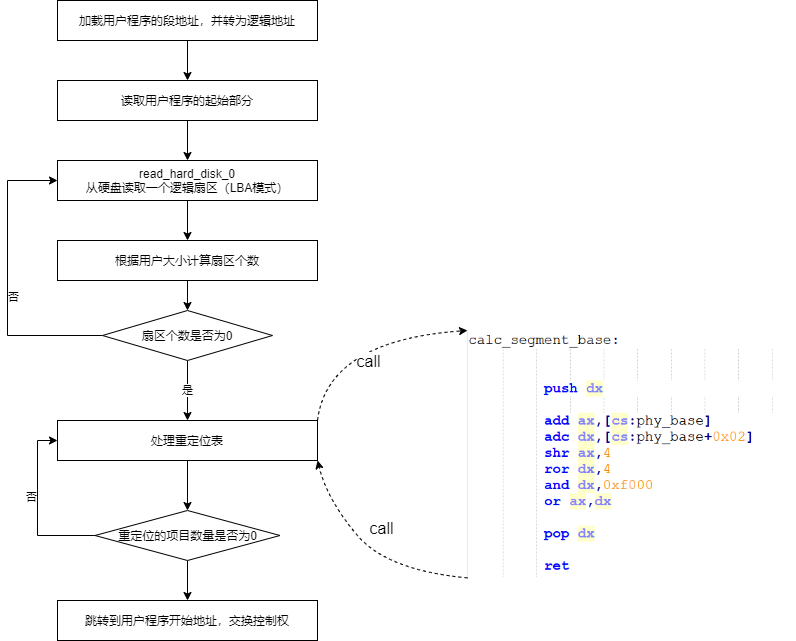 加载用户程序的段地址，并转为逻辑地址
读取用户程序的起始部分
read_hard_disk_0
从硬盘读取一个逻辑扇区（LBA模式）
根据用户大小计算扇区个数
否
扇区个数是否为0
是
处理重定位表
否
重定位的项目数量是否为0
跳转到用户程序开始地址，交换控制权
call
call
calc_segment_base:
push dx
add ax,[cs:phy_base]
adc dx,[cs:phy_base+0x02]
shr ax,4
ror dx,4
and dx,0xf000
or ax,dx
pop dx
ret